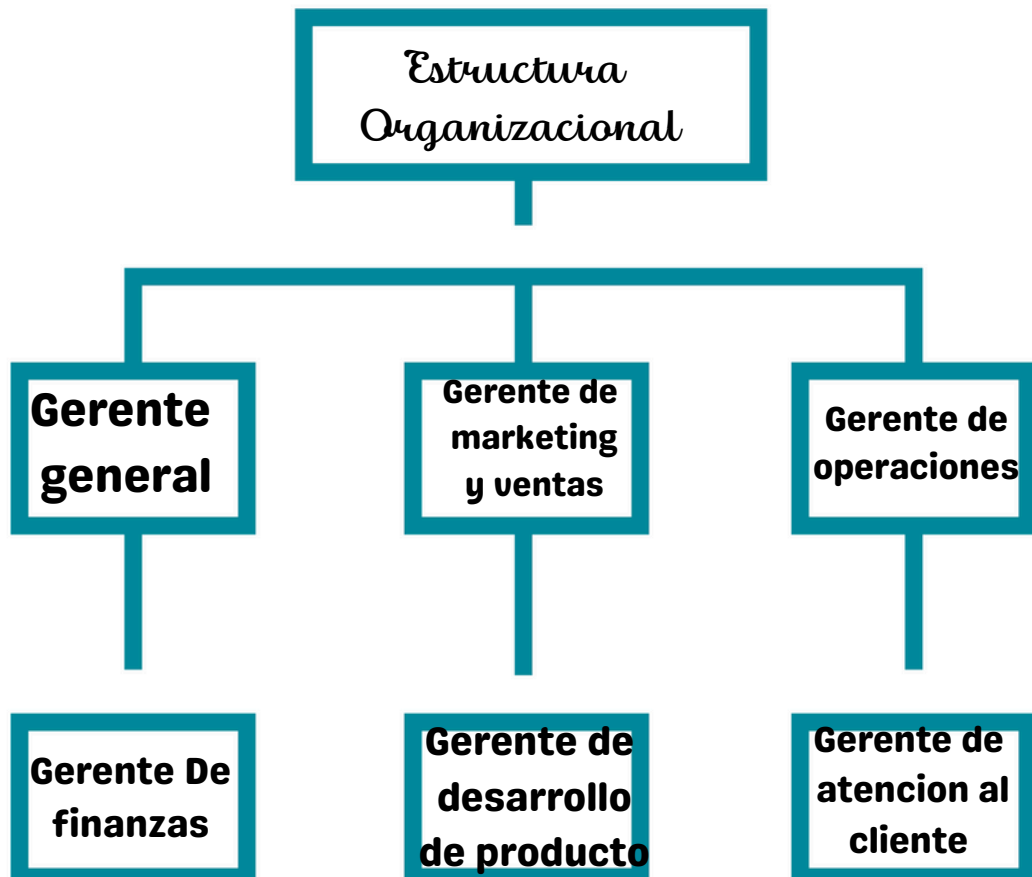 Estructura
Organizacional
Gerente
general
Gerente de
marketing
y ventas
Gerente de
operaciones
Gerente De
finanzas
Gerente de
desarrollo
de producto
Gerente de
atencion al
cliente